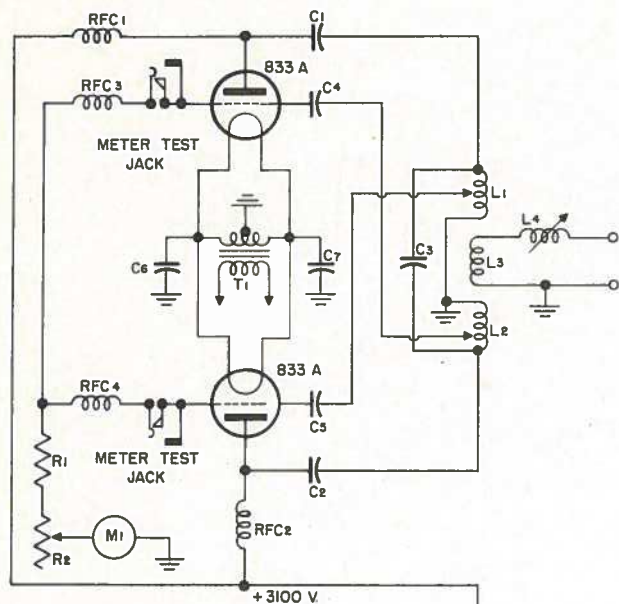 RFC1
C1
833 A
RFC3
C4
METER TEST
JACK
L1
L4
C3
L3
C6
C7
T1
L2
833 A
RFC4
C5
METER TEST
JACK
C2
R1
RFC2
M1
R2
+3100 V.